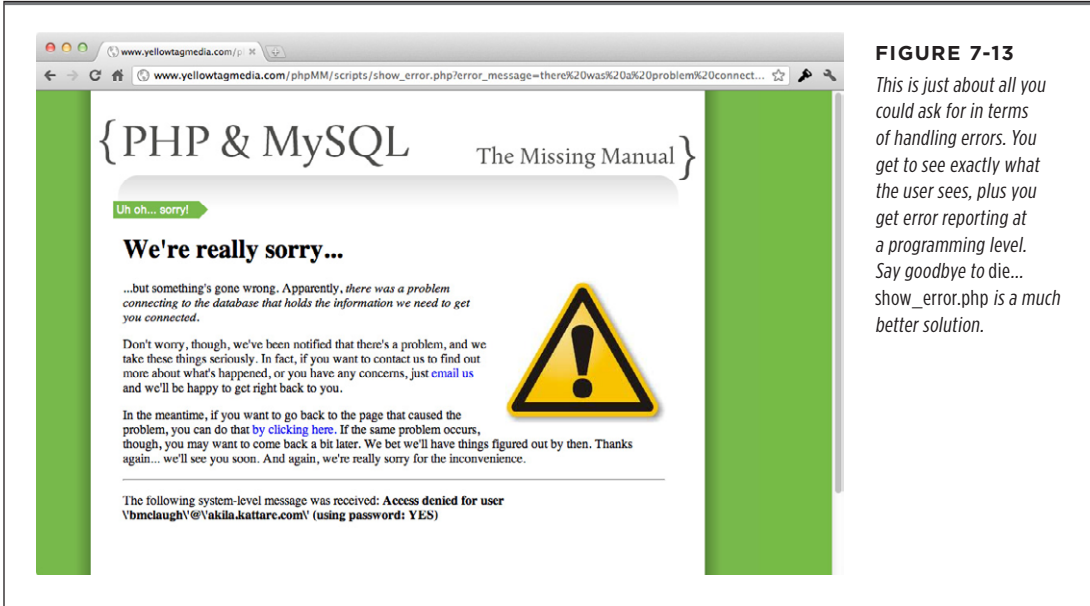 www.yellowtagmedia.com/p
www.yellowtagmedia.com/phpMM/scripts/show_error.php?error_message=there%20was%20a%20problem%20connect...
{PHP & MySQL
The Missing Manual}
Uh oh... sorry!
We're really sorry...
...but something's gone wrong. Apparently, there was a problem
connecting to the database that holds the information we need to get
you connected.
Don't worry, though, we've been notified that there's a problem, and we
take these things seriously. In fact, if you want to contact us to find out
more about what's happened, or you have any concerns, just email us
and we'll be happy to get right back to you.
In the meantime, if you want to go back to the page that caused the
problem, you can do that by clicking here. If the same problem occurs,
though, you may want to come back a bit later. We bet we'll have things figured out by then. Thanks
again... we'll see you soon. And again, we're really sorry for the inconvenience.
The following system-level message was received: Access denied for user
\'bmclaugh\'@\'akila.kattare.com\' (using password: YES)
FIGURE 7-13
This is just about all you
could ask for in terms
of handling errors. You
get to see exactly what
the user sees, plus you
get error reporting at
a programming level.
Say goodbye to die...
show_error.php is a much
better solution.